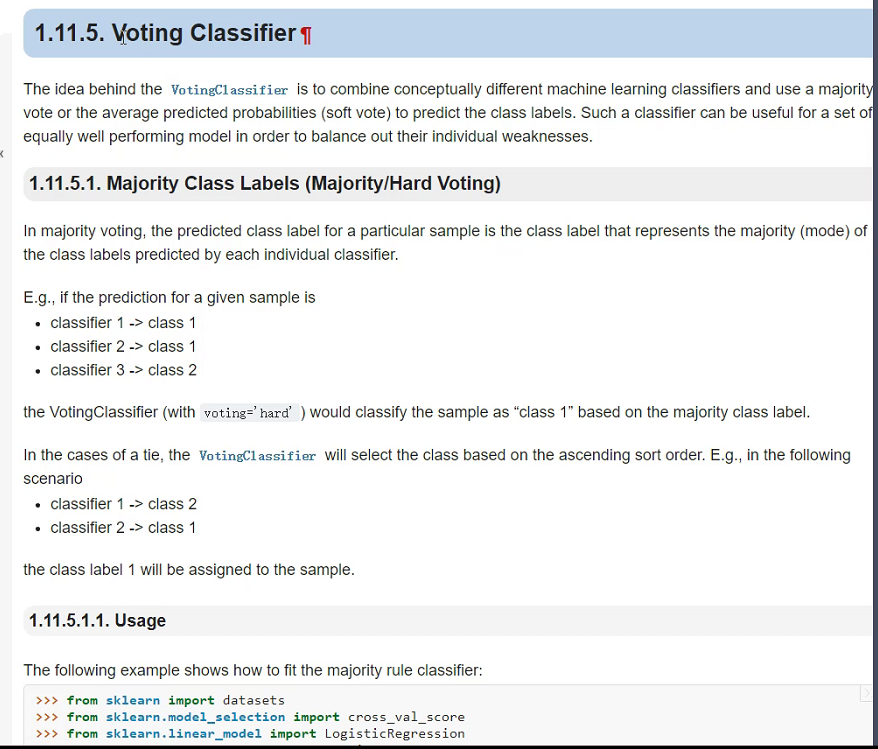 1.11.5. Voting Classifier¶
The idea behind the VotingClassifier is to combine conceptually different machine learning classifiers and use a majority
vote or the average predicted probabilities (soft vote) to predict the class labels. Such a classifier can be useful for a set of
equally well performing model in order to balance out their individual weaknesses.
1.11.5.1. Majority Class Labels (Majority/Hard Voting)
In majority voting, the predicted class label for a particular sample is the class label that represents the majority (mode) of
the class labels predicted by each individual classifier.
E.g., if the prediction for a given sample is
• classifier 1 -> class 1
• classifier 2 -> class 1
• classifier 3 -> class 2
the VotingClassifier (with voting='hard' ) would classify the sample as “class 1” based on the majority class label.
In the cases of a tie, the VotingClassifier will select the class based on the ascending sort order. E.g., in the following
scenario
• classifier 1 -> class 2
• classifier 2 -> class 1
the class label 1 will be assigned to the sample.
1.11.5.1.1. Usage
The following example shows how to fit the majority rule classifier:
>>> from sklearn import datasets
>>> from sklearn.model_selection import cross_val_score
>>> from sklearn.linear_model import LogisticRegression